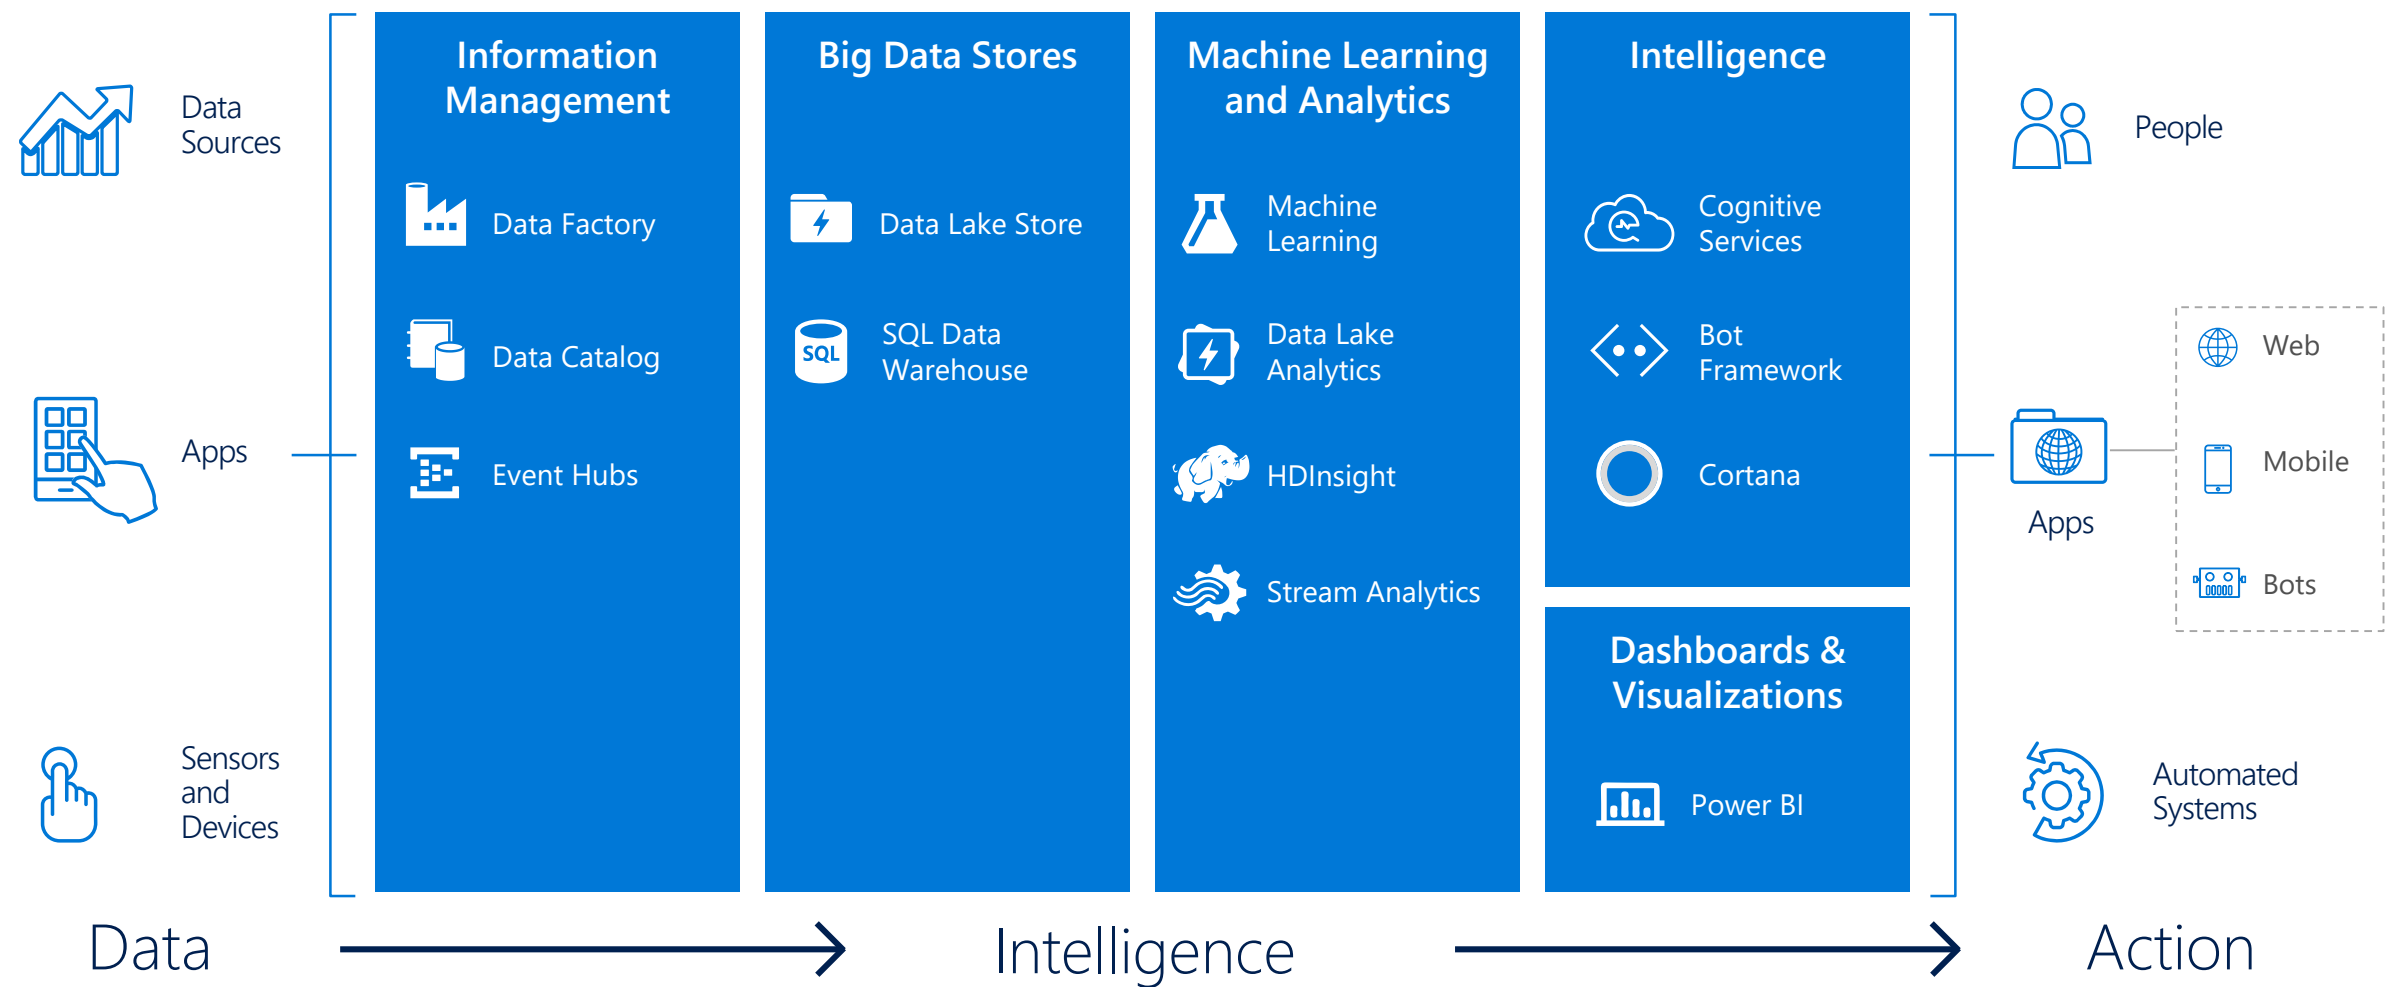 Data
Sources
Apps
Sensors
and
Devices
Information
Management
Data Factory
Data Catalog
Event Hubs
Big Data Stores
Data Lake Store
SQL
SQL Data
Warehouse
Machine Learning
and Analytics
Machine
Learning
Data Lake
Analytics
HDInsight
Stream Analytics
Intelligence
Cognitive
Services
Bot
Framework
Cortana
Dashboards &
Visualizations
Power BI
People
Apps
Web
Mobile
Bots
Automated
Systems
Data
Intelligence
Action